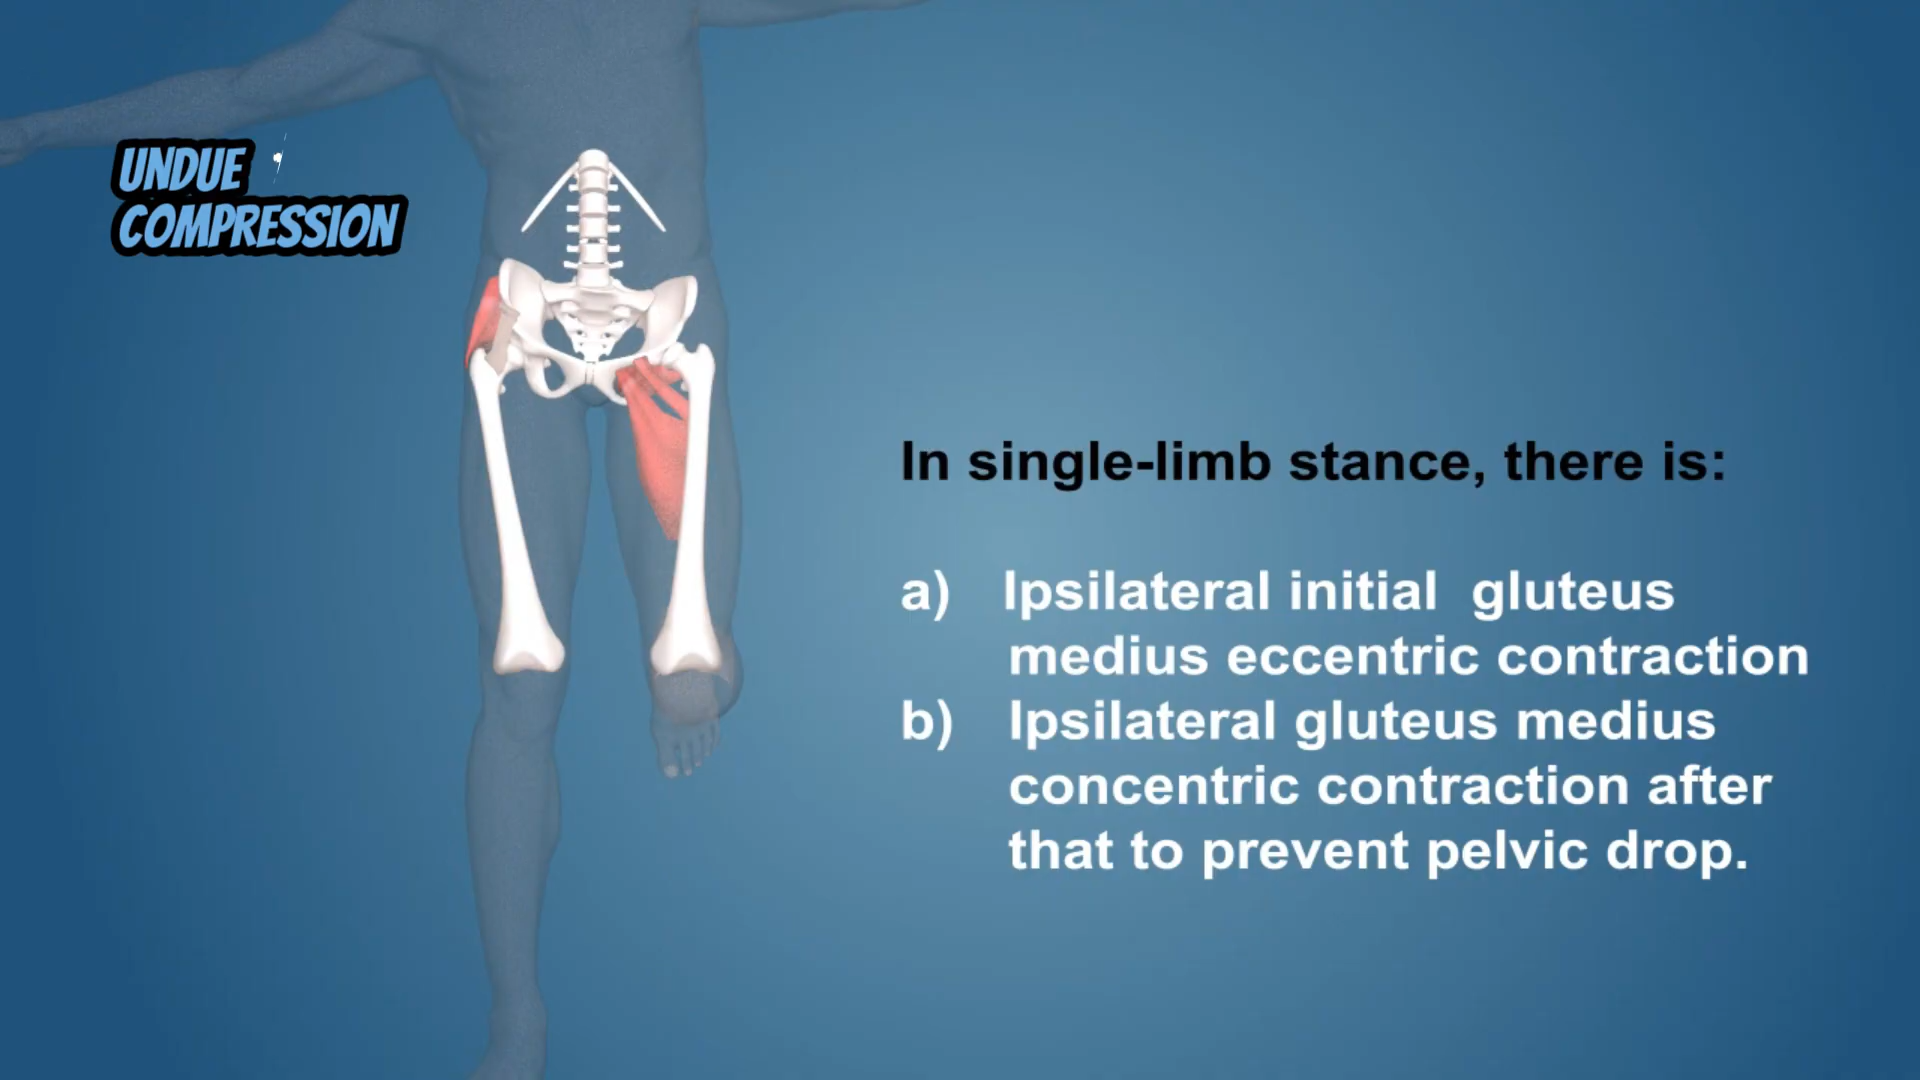 UNDUE
COMPRESSION
In single-limb stance, there is:
a) Ipsilateral initial gluteus
medius eccentric contraction
b) Ipsilateral gluteus medius
concentric contraction after
that to prevent pelvic drop.